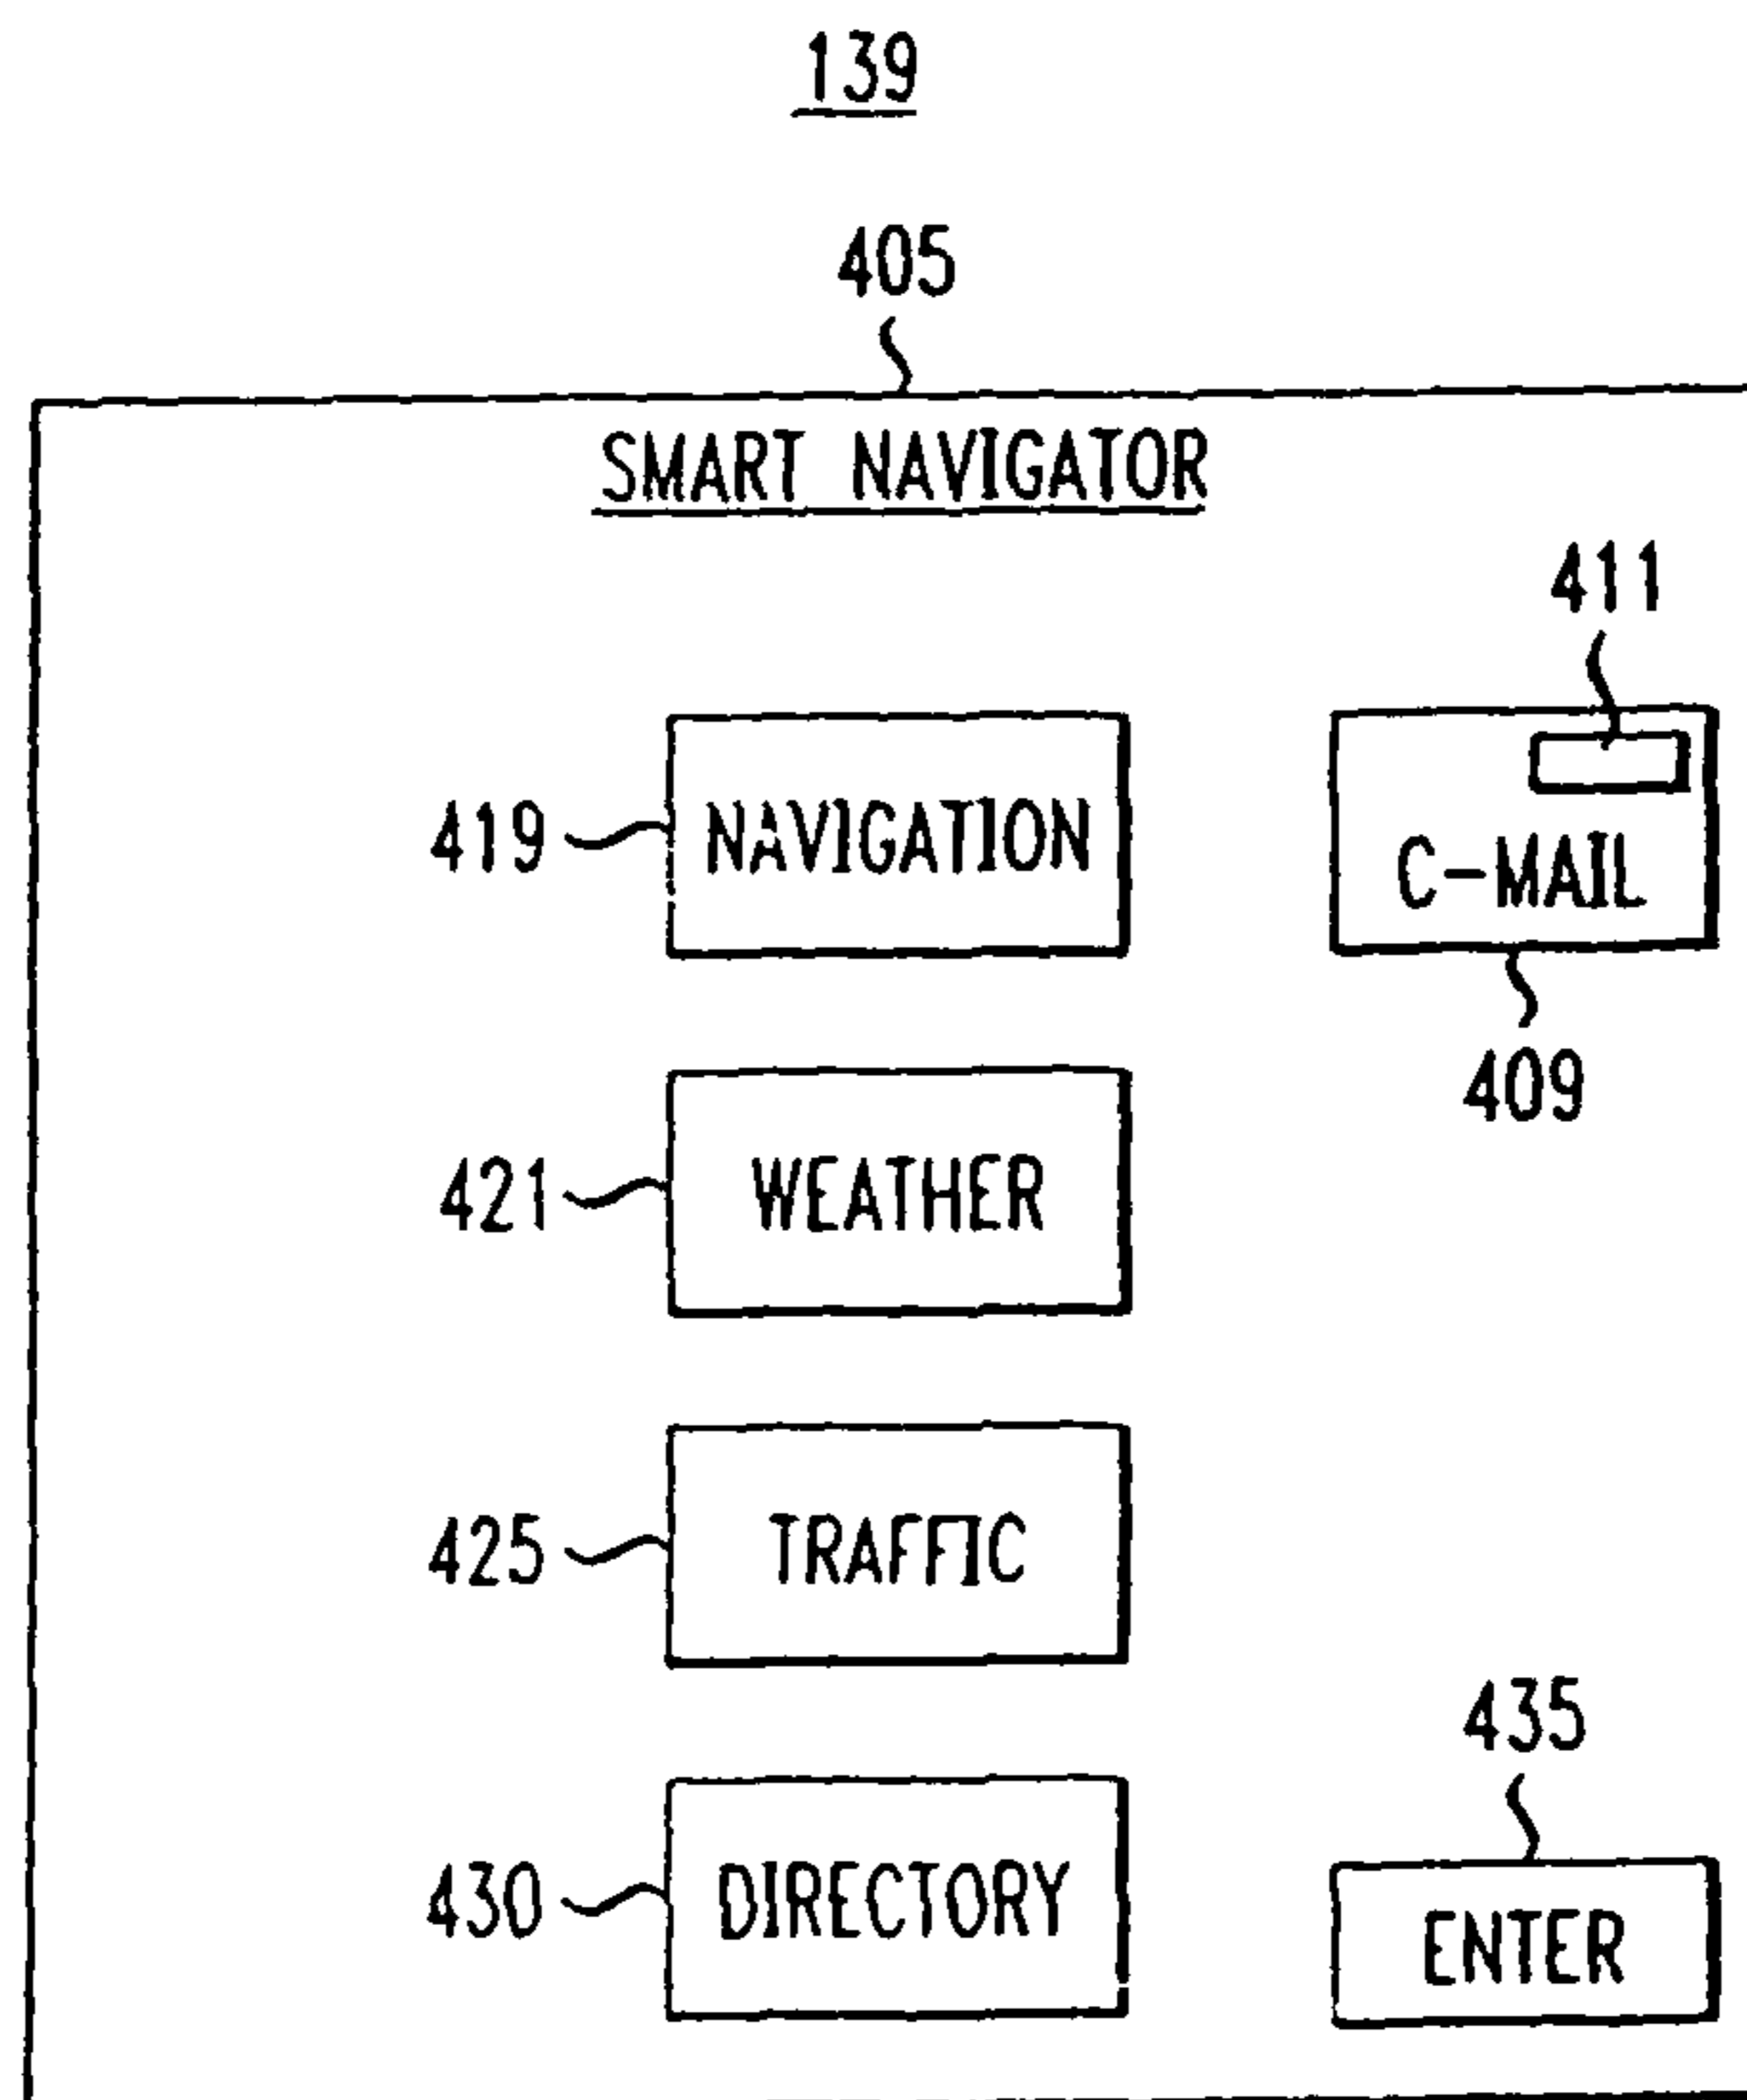 139
405
SMART NAVIGATOR
411
419
NAVIGATION
C-MAIL
409
421
WEATHER
425
TRAFFIC
435
430
DIRECTORY
ENTER